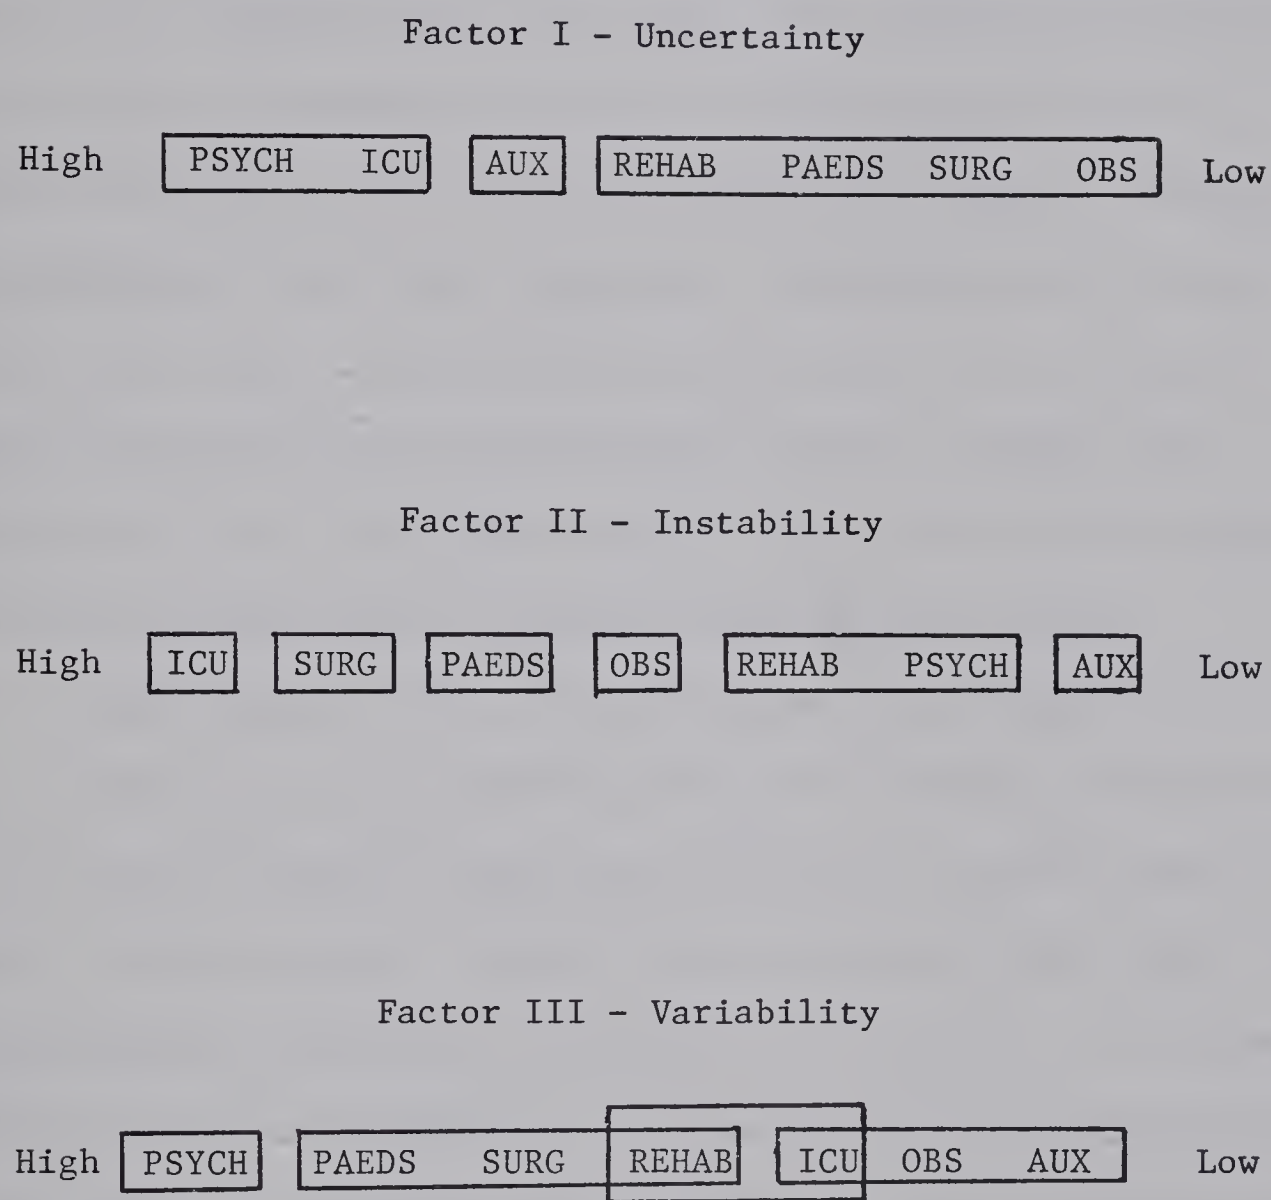 Factor I - Uncertainty
High PSYCH ICU AUX REHAB PAEDS SURG OBS Low
Factor II - Instability
High ICU SURG PAEDS OBS REHAB PSYCH AUX Low
Factor III - Variability
High PSYCH PAEDS SURG REHAB ICU OBS AUX Low